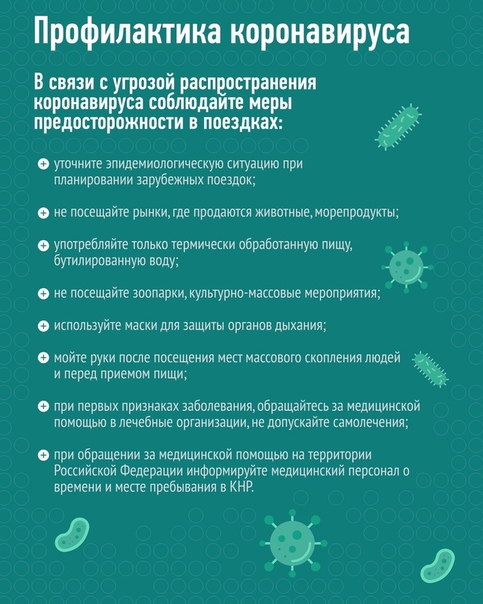 Профилактика коронавируса
В связи с угрозой распространения
коронавируса соблюдайте меры
предосторожности в поездках:
уточните эпидемиологическую ситуацию при
планировании зарубежных поездок;
не посещайте рынки, где продаются животные, морепродукты;
употребляйте только термически обработанную пищу,
бутилированную воду;
не посещайте зоопарки, культурно-массовые мероприятия;
используйте маски для защиты органов дыхания;
мойте руки после посещения мест массового скопления людей
и перед приемом пищи;
при первых признаках заболевания, обращайтесь за медицинской
помощью в лечебные организации, не допускайте самолечения;
при обращении за медицинской помощью на территории
Российской Федерации информируйте медицинский персонал о
времени и месте пребывания в КНР.